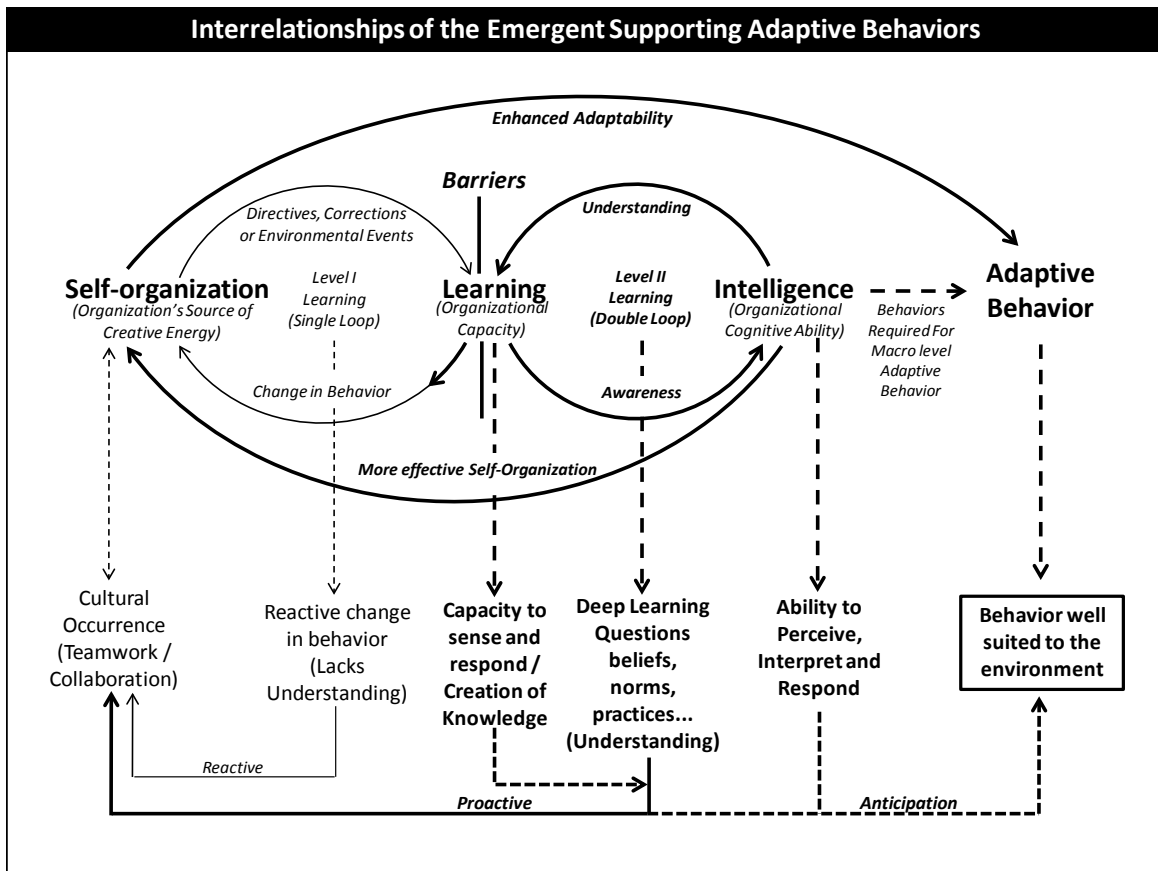 Interrelationships of the Emergent Supporting Adaptive Behaviors
Enhanced Adaptability
Barriers
Directives, Corrections
or Environmental Events
Understanding
Self-organization
(Organization's Source of
Creative Energy)
Level I
Learning
(Single Loop)
Learning
(Organizational
Capacity)
Level II
Learning
(Double Loop)
Intelligence
(Organizational
Cognitive Ability)
Behaviors
Required For
Macro level
Adaptive
Behavior
Adaptive
Behavior
Change in Behavior
Awareness
More effective Self-Organization
Cultural
Occurrence
(Teamwork /
Collaboration)
Reactive change
in behavior
(Lacks
Understanding)
Capacity to
sense and
respond /
Creation of
Knowledge
Deep Learning
Questions
beliefs,
norms,
practices...
(Understanding)
Ability to
Perceive,
Interpret and
Respond
Behavior well
suited to the
environment
Reactive
Proactive
Anticipation